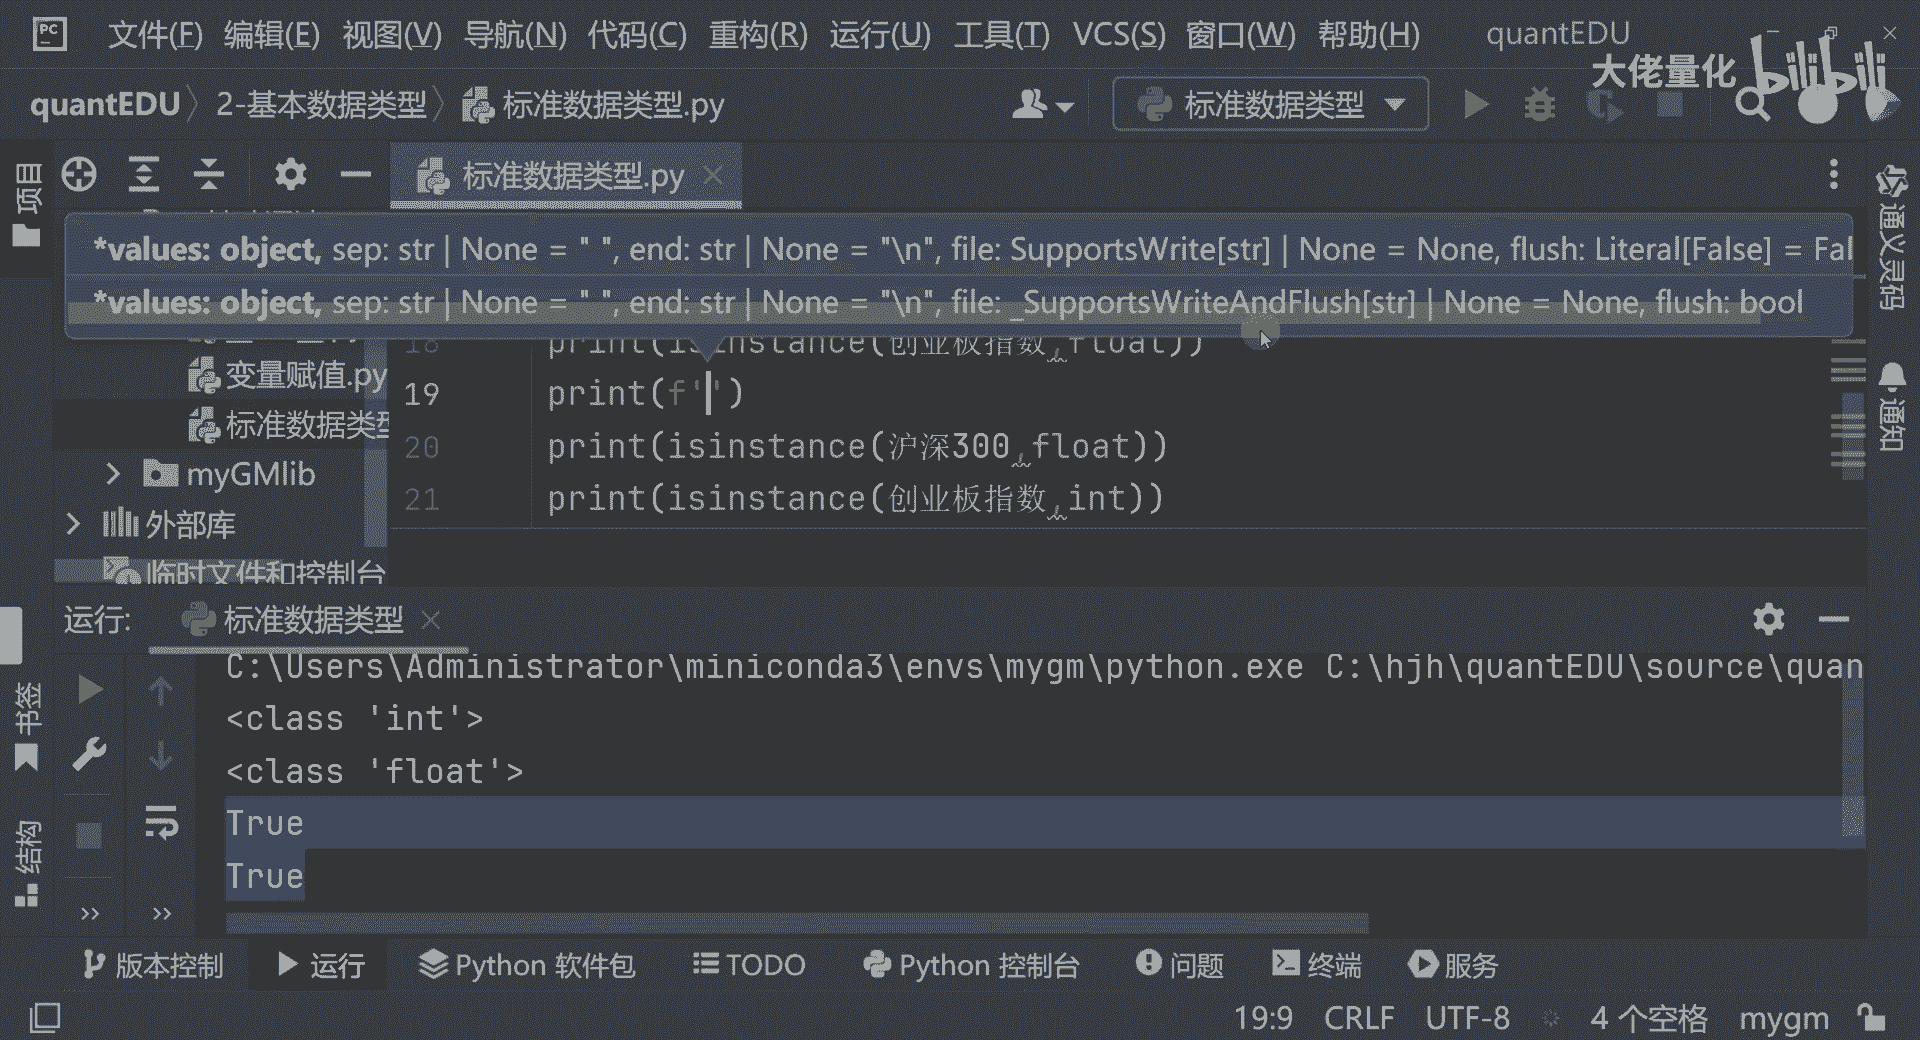 PC 文件(F) 编辑(E) 视图(V) 导航(N) 代码(C) 重构(R) 运行(U) 工具(T) VCS(S) 窗口(W) 帮助(H) quantEDU
大佬量化 bilibili
quantEDU 2-基本数据类型 标准数据类型.py 标准数据类型
项目
标准数据类型.py
通义灵码
*values: object, sep: str | None = " ", end: str | None = "\n", file: SupportsWrite[str] | None = None, flush: Literal[False] = Fal
*values: object, sep: str | None = " ", end: str | None = "\n", file: _SupportsWriteAndFlush[str] | None = None, flush: bool
18 print(isinstance(创业板指数,float))
变量赋值.py
19 print(f'')
标准数据类型
20 print(isinstance(沪深300,float))
通知
myGMlib
21 print(isinstance(创业板指数,int))
外部库
临时文件和控制台
运行: 标准数据类型
C:\Users\Administrator\miniconda3\envs\mygm\python.exe C:\hjh\quantEDU\source\quan
<class 'int'>
书签
<class 'float'>
True
结构
True
版本控制 运行 Python 软件包 TODO Python 控制台 问题 终端 服务
19:9 CRLF UTF-8 4 个空格 mygm